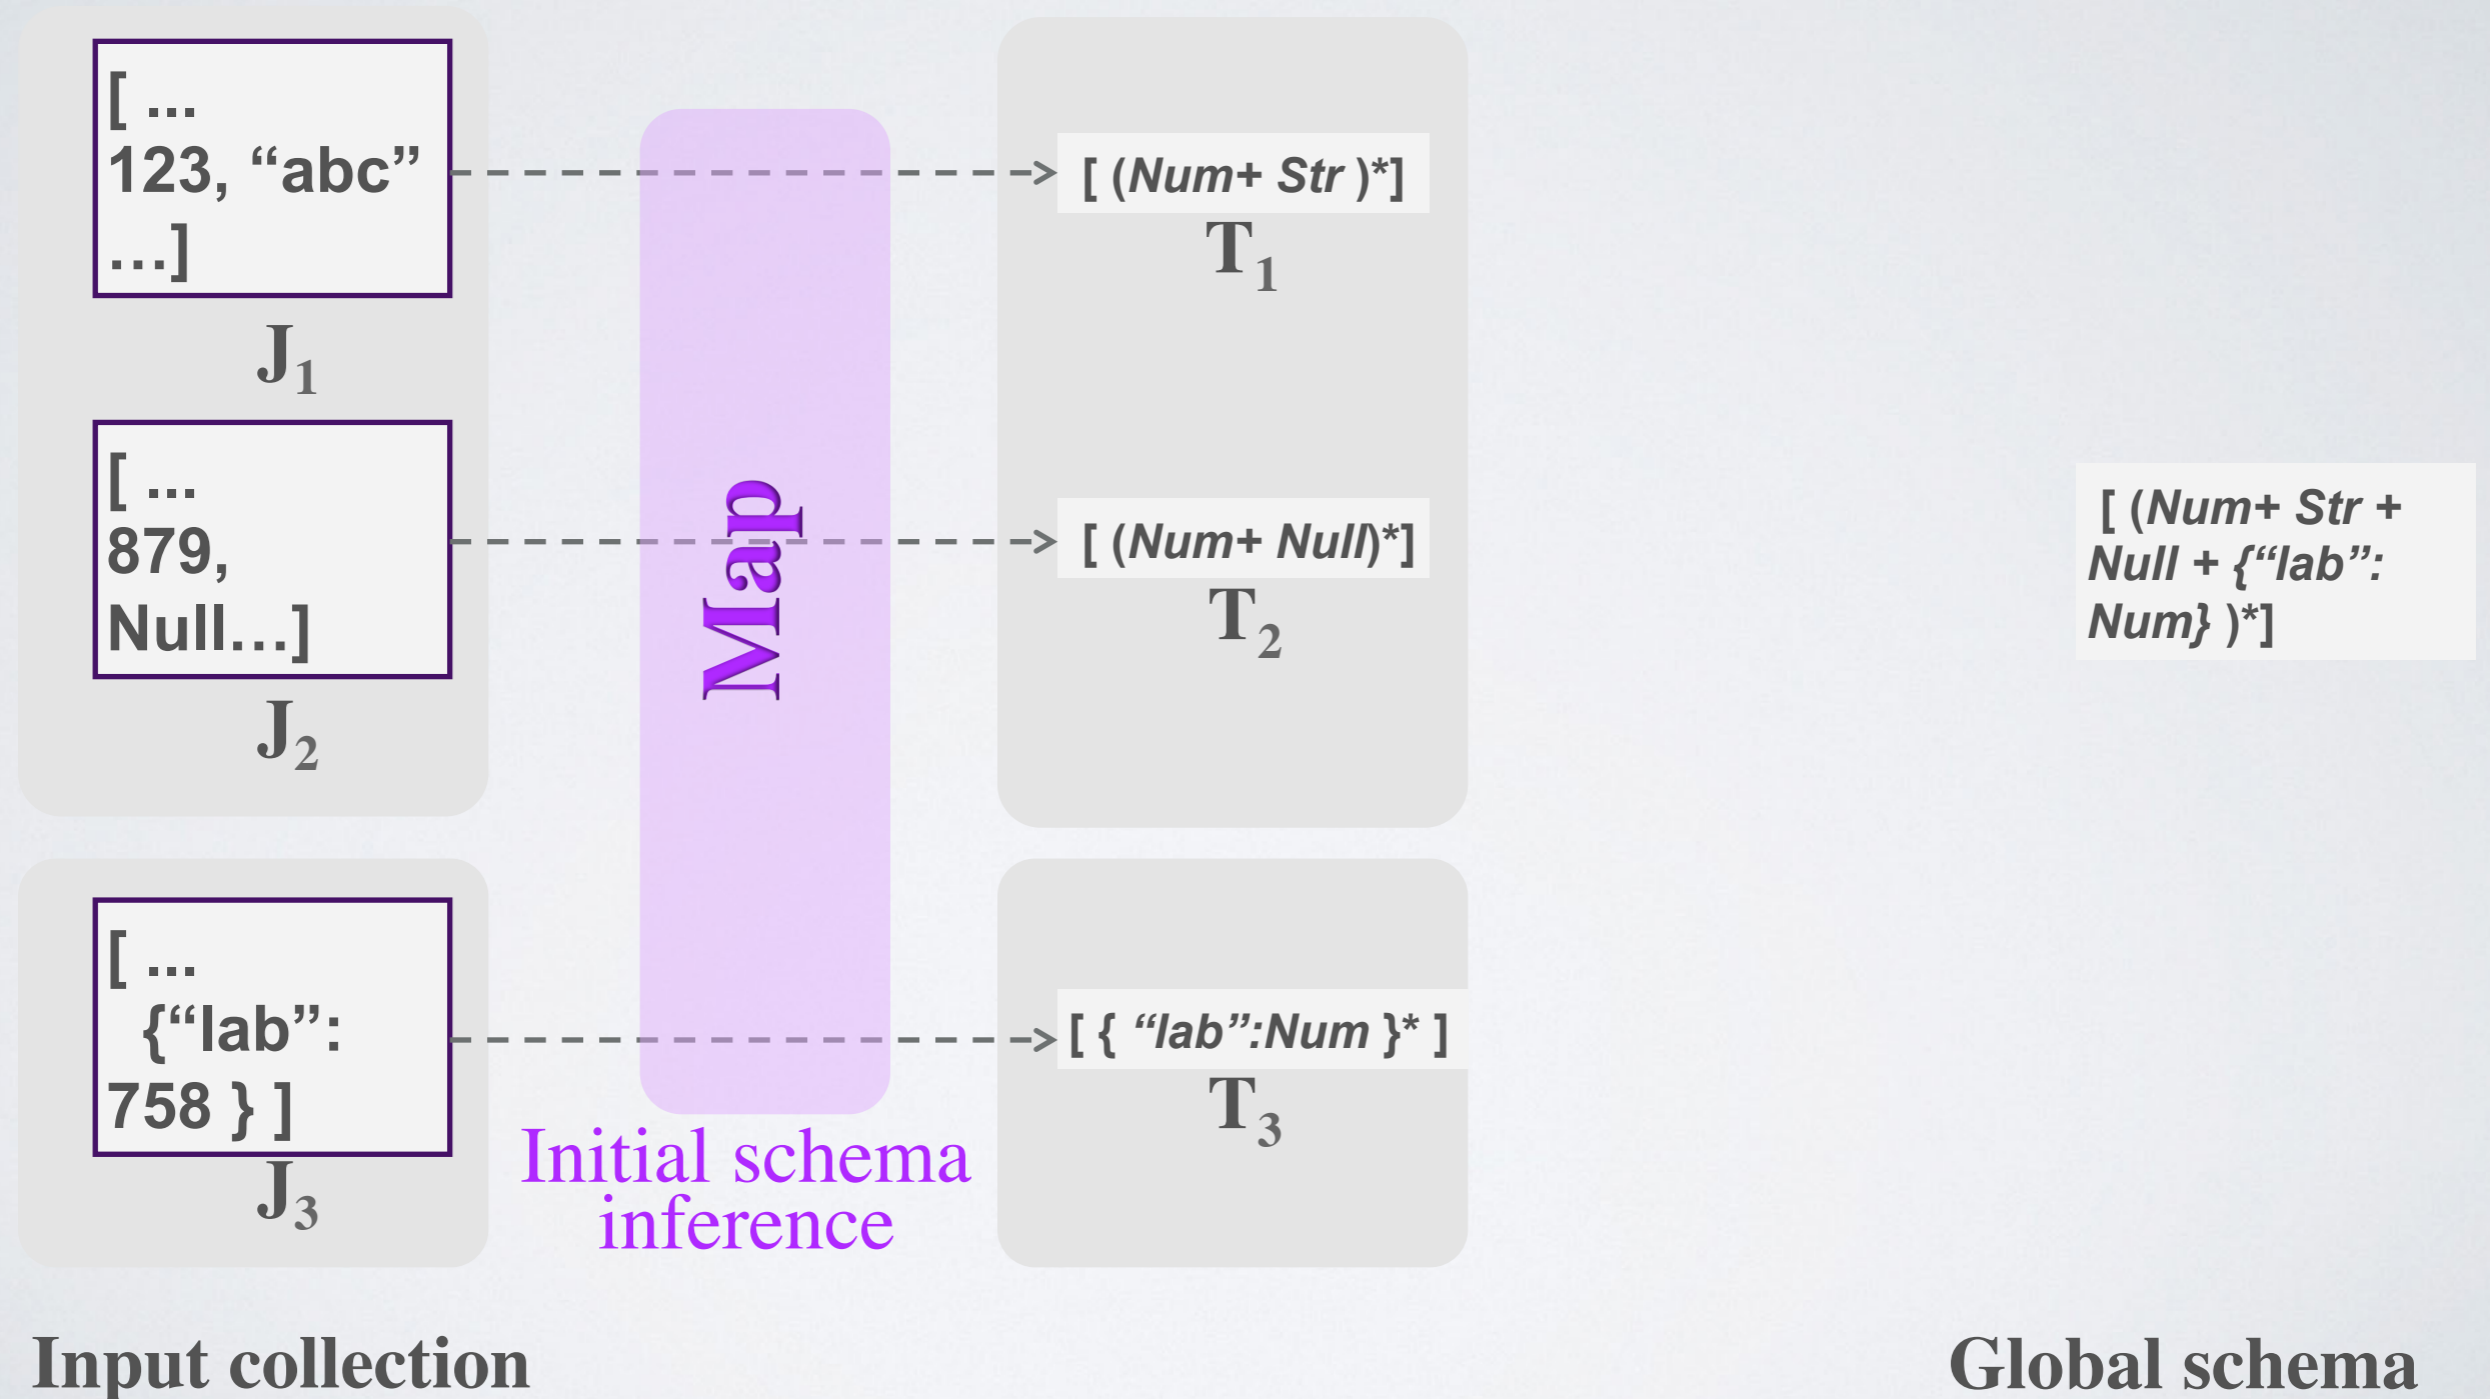 [ ...
123, “abc”
…]
J1
[ ...
879,
Null…]
J2
[ ...
{“lab”:
758 } ]
J3
Map
Initial schema
inference
[ (Num+ Str )*]
T1
[ (Num+ Null)*]
T2
[ { “lab”:Num }* ]
T3
[ (Num+ Str +
Null + {“lab”:
Num} )*]
Input collection
Global schema